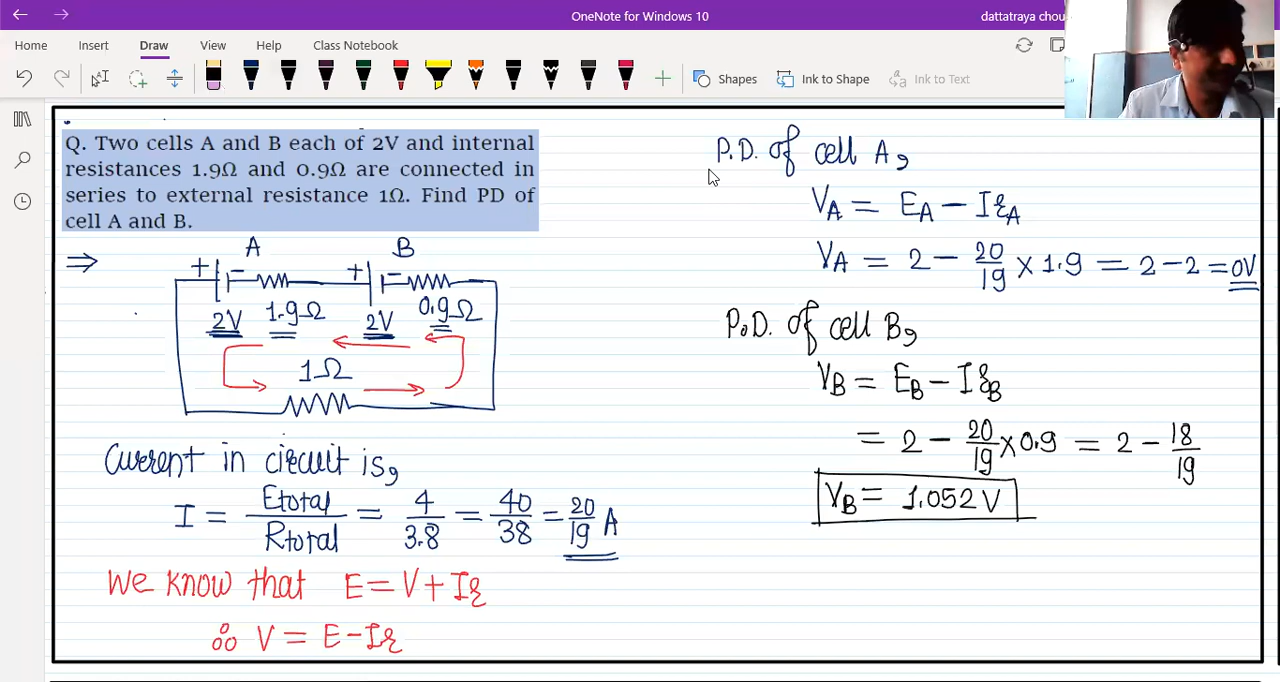 OneNote for Windows 10
dattatraya chou
Home Insert Draw View Help Class Notebook
Shapes Ink to Shape Ink to Text
Q. Two cells A and B each of 2V and internal
resistances 1.9Ω and 0.9Ω are connected in
series to external resistance 1Ω. Find PD of
cell A and B.
⇒ A B
+ - + -
2V 1.9Ω 2V 0.9Ω
1Ω
Current in circuit is,
I = Etotal/Rtotal = 4/3.8 = 40/38 = 20/19 A
We know that E = V + Ir
∴ V = E - Ir
P.D. of cell A,
VA = EA - IrA
VA = 2 - 20/19 × 1.9 = 2 - 2 = 0V
P.D. of cell B,
VB = EB - IrB
= 2 - 20/19 × 0.9 = 2 - 18/19
VB = 1.052 V